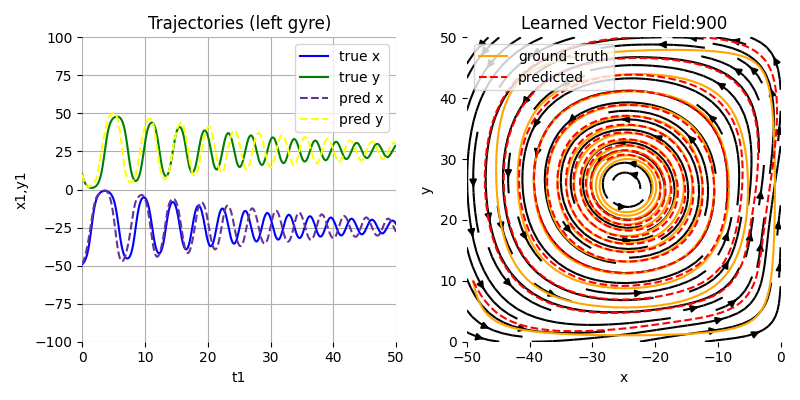 Trajectories (left gyre)
100
75
50
25
0
−25
−50
−75
−100
x1,y1
true x
true y
pred x
pred y
0 10 20 30 40 50
t1
Learned Vector Field:900
50
40
30
20
10
0
y
ground_truth
predicted
−50 −40 −30 −20 −10 0
x